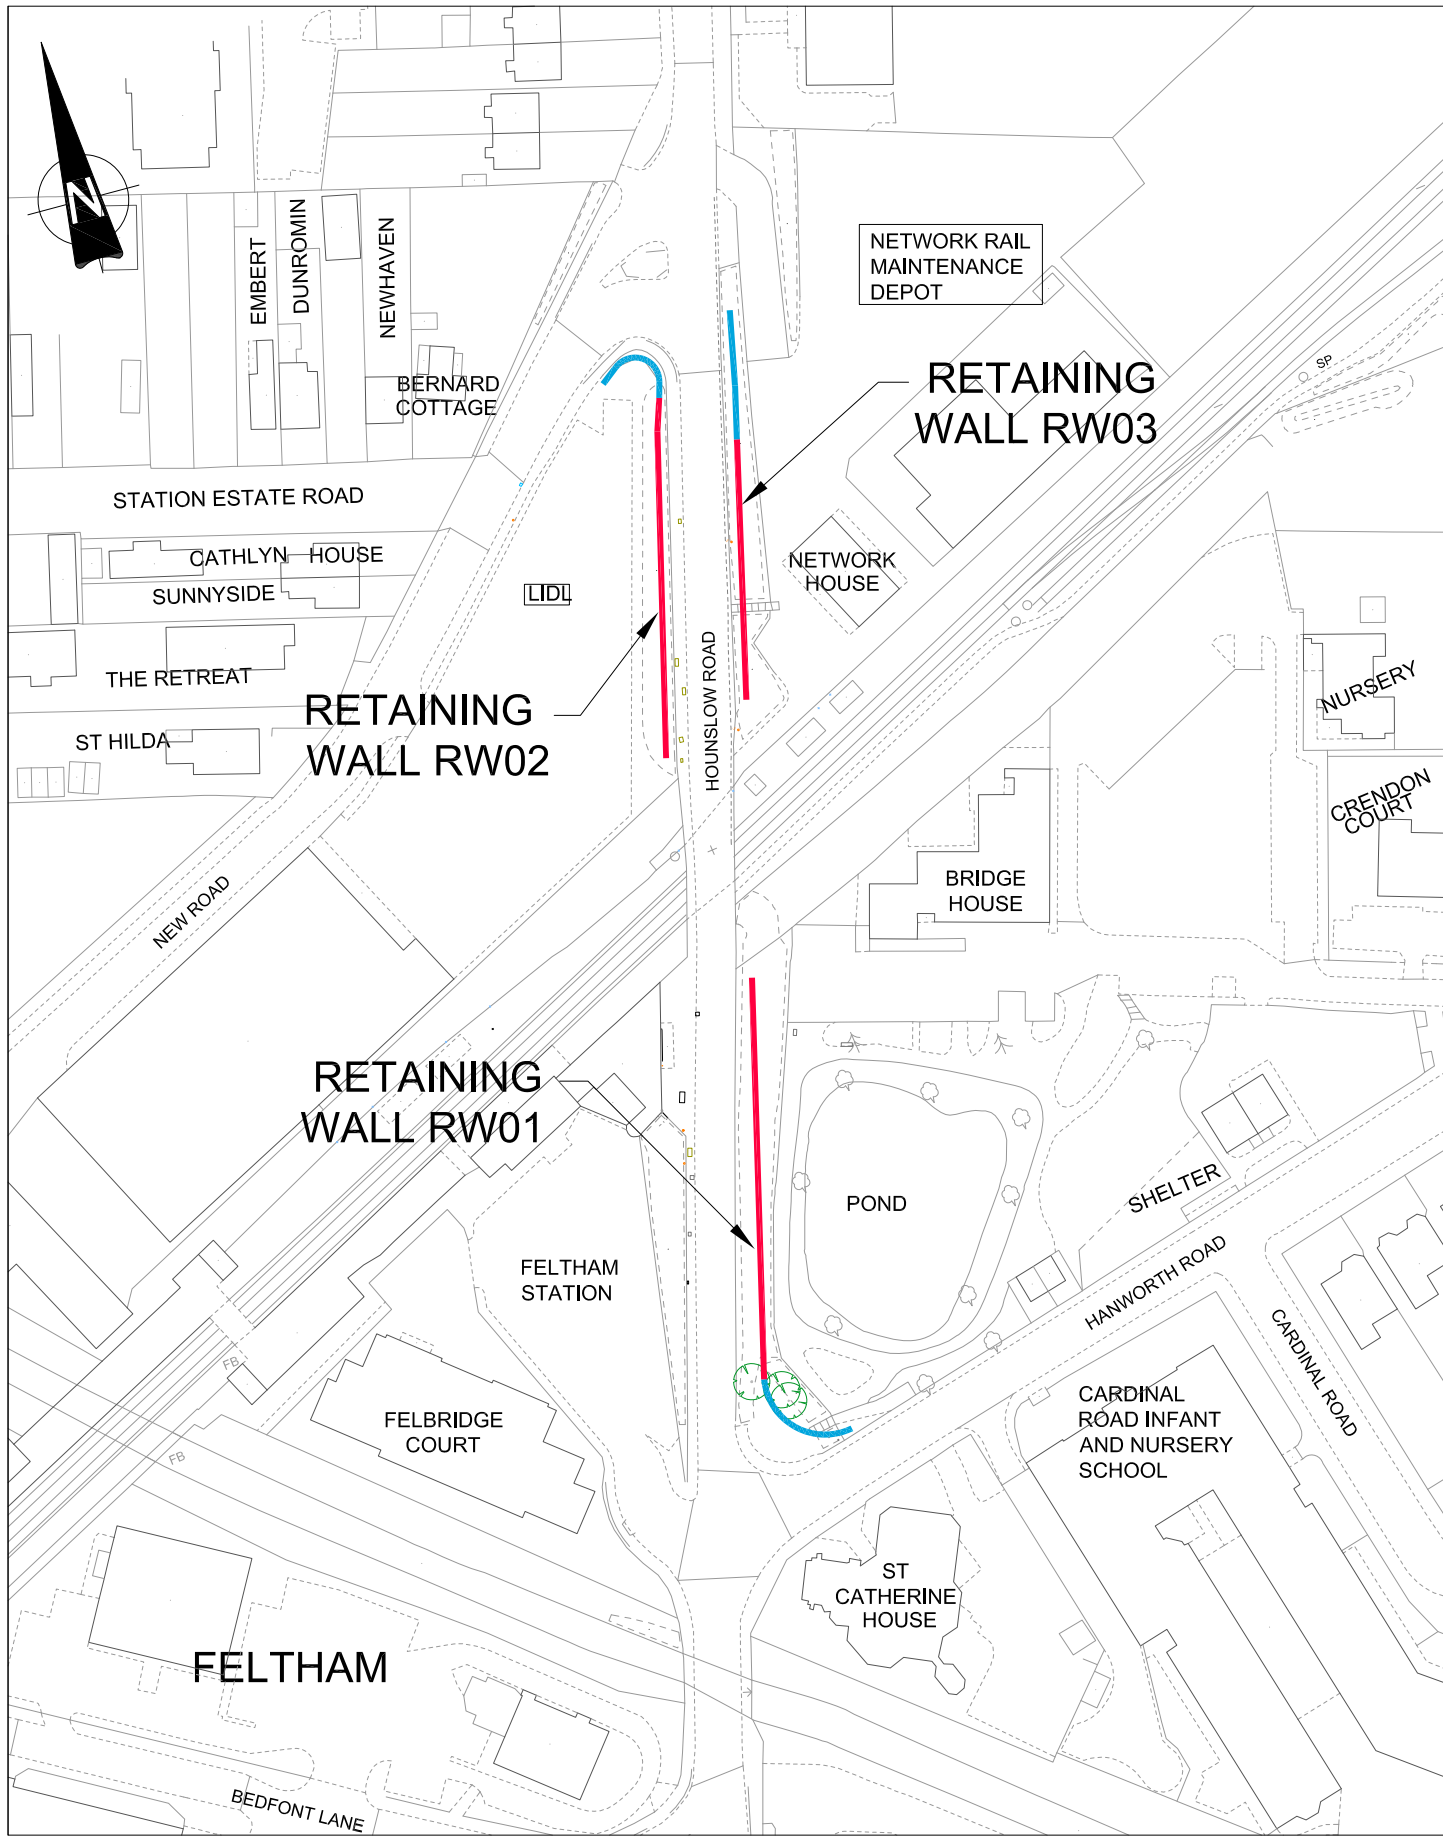 N
EMBERT
DUNROMIN
NEWHAVEN
BERNARD
COTTAGE
NETWORK RAIL
MAINTENANCE
DEPOT
RETAINING
WALL RW03
SP
STATION ESTATE ROAD
CATHLYN HOUSE
SUNNYSIDE
LIDL
NETWORK
HOUSE
THE RETREAT
ST HILDA
RETAINING
WALL RW02
HOUNSLOW ROAD
NURSERY
CRENDON
COURT
NEW ROAD
BRIDGE
HOUSE
RETAINING
WALL RW01
POND
SHELTER
FELTHAM
STATION
HANWORTH ROAD
CARDINAL ROAD
FB
FB
FELBRIDGE
COURT
CARDINAL
ROAD INFANT
AND NURSERY
SCHOOL
ST
CATHERINE
HOUSE
FELTHAM
BEDFONT LANE